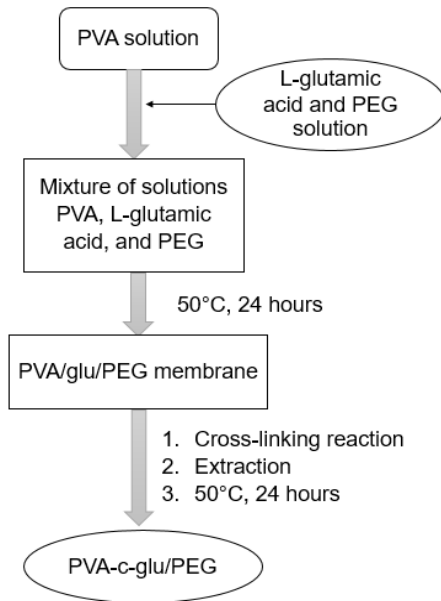 PVA solution
L-glutamic
acid and PEG
solution
Mixture of solutions
PVA, L-glutamic
acid, and PEG
50°C, 24 hours
PVA/glu/PEG membrane
1. Cross-linking reaction
2. Extraction
3. 50°C, 24 hours
PVA-c-glu/PEG